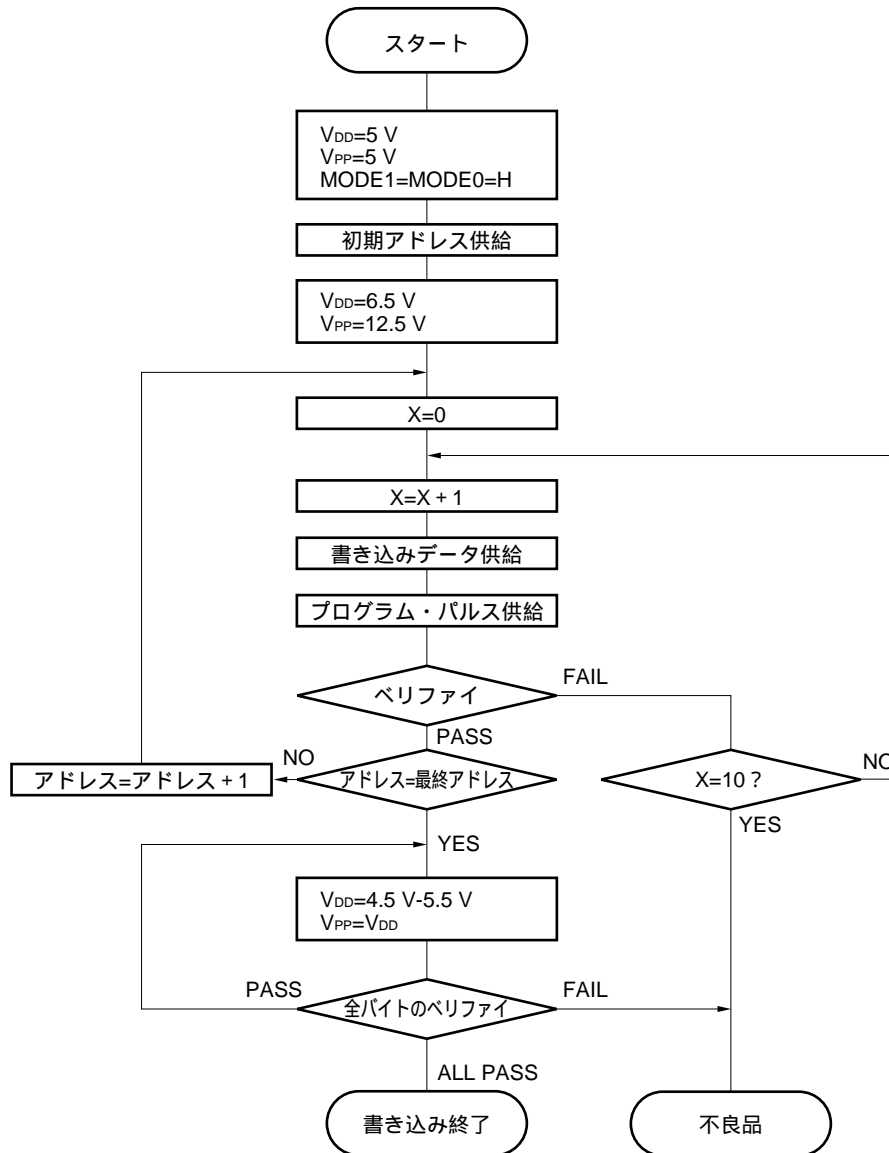 スタート
VDD=5 V
VPP=5 V
MODE1=MODE0=H
初期アドレス供給
VDD=6.5 V
VPP=12.5 V
X=0
X=X + 1
書き込みデータ供給
プログラム・パルス供給
ベリファイ
FAIL
PASS
アドレス=アドレス + 1
NO
アドレス=最終アドレス
X=10 ?
NO
YES
YES
VDD=4.5 V-5.5 V
VPP=VDD
PASS
全バイトのベリファイ
FAIL
ALL PASS
書き込み終了
不良品